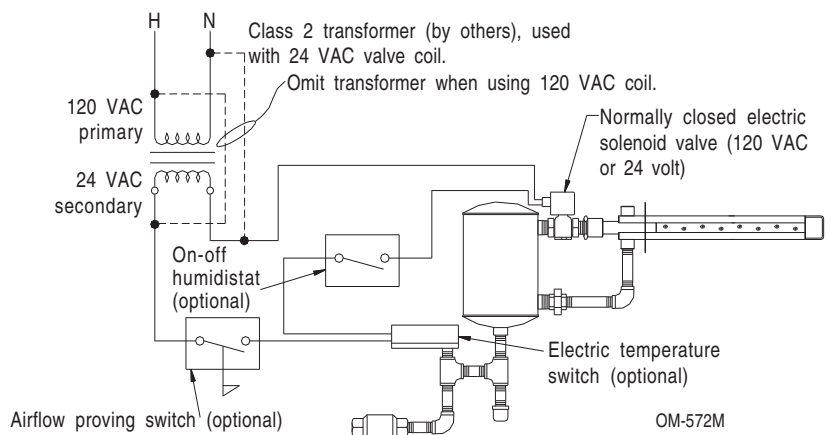 H N
Class 2 transformer (by others), used
with 24 VAC valve coil.
Omit transformer when using 120 VAC coil.
120 VAC
primary
24 VAC
secondary
Normally closed electric
solenoid valve (120 VAC
or 24 volt)
On-off
humidistat
(optional)
Electric temperature
switch (optional)
Airflow proving switch (optional)
OM-572M